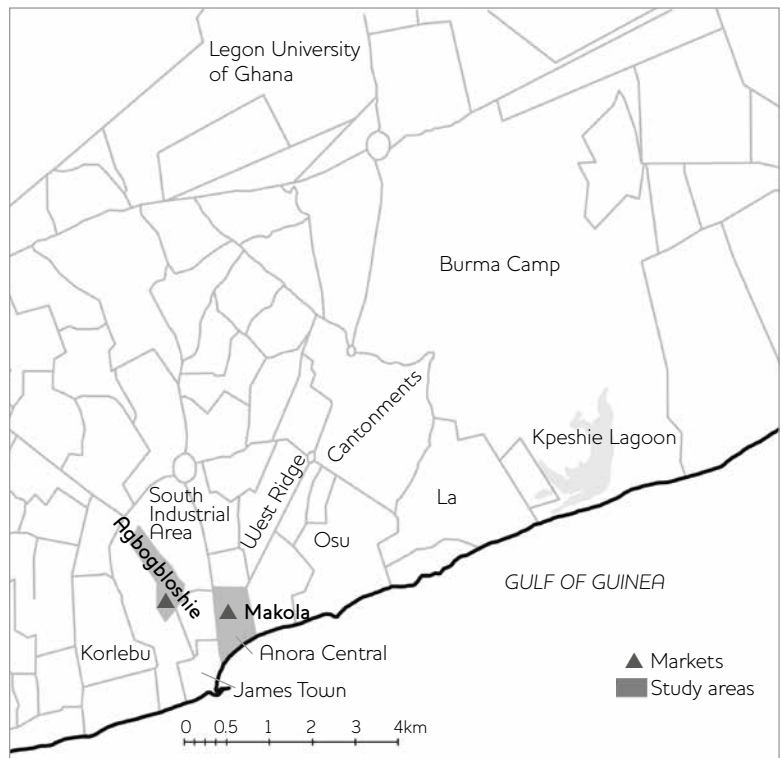 Legon University
of Ghana
Burma Camp
Cantonments
Kpeshie Lagoon
West Ridge
La
South
Industrial
Area
Agbogbloshie
Osu
GULF OF GUINEA
Makola
Korlebu
Anora Central
Markets
James Town
Study areas
0 0.5 1 2 3 4km